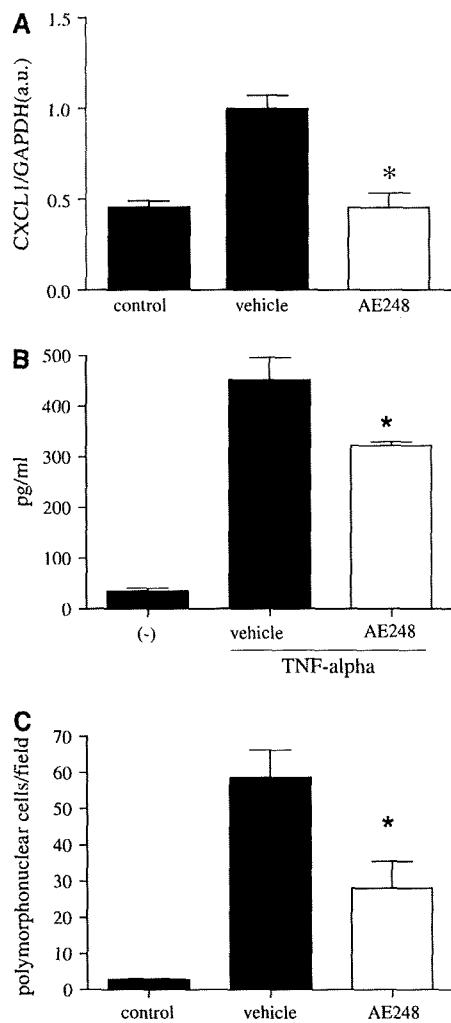 A
CXCL1/GAPDH(a.u.)
1.5
1.0
0.5
0.0
*
control vehicle AE248
B
pg/ml
500
400
300
200
100
0
*
(-) vehicle AE248
TNF-alpha
C
polymorphonuclear cells/field
70
60
50
40
30
20
10
0
*
control vehicle AE248